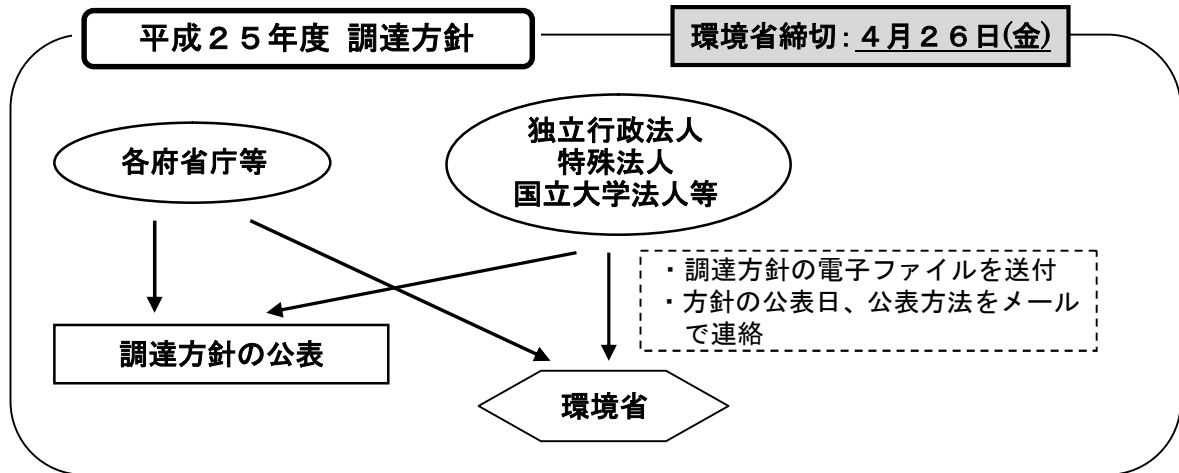 平成２５年度 調達方針
環境省締切：４月２６日(金)
各府省庁等
独立行政法人
特殊法人
国立大学法人等
・調達方針の電子ファイルを送付
・方針の公表日、公表方法をメール
で連絡
調達方針の公表
環境省